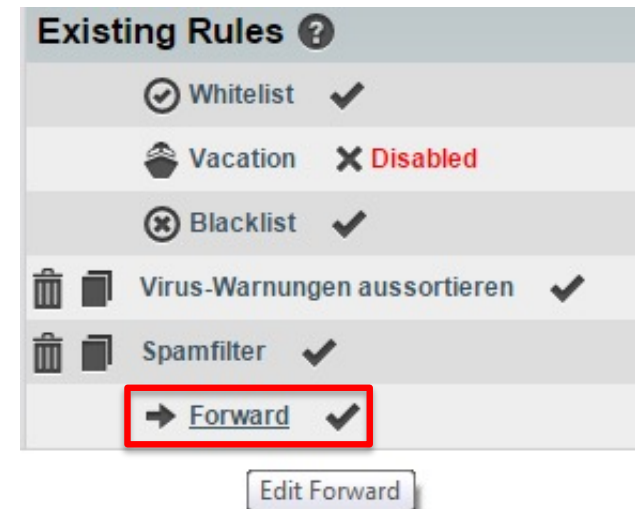 Existing Rules ?
Whitelist
Vacation Disabled
Blacklist
Virus-Warnungen aussortieren
Spamfilter
Forward
Edit Forward